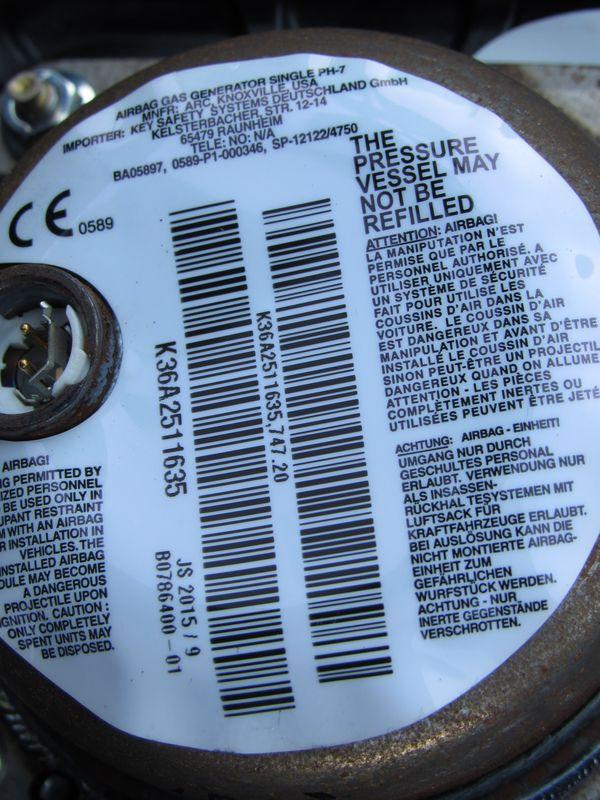 AIRBAG GAS GENERATOR SINGLE PH-7
MNFR: ARC, KNOXVILLE, USA
IMPORTER: KEY SAFETY SYSTEMS DEUTSCHLAND GmbH
KELSTERBACHER, STR. 12-14
65479 RAUNHEIM
TELE: NO: N/A
BA05897, 0589-P1-000346, SP-12122/4750
CE 0589
THE
PRESSURE
VESSEL MAY
NOT BE
REFILLED
ATTENTION: AIRBAG!
LA MANIPULATION N'EST
PERMISE QUE PAR LE
PERSONNEL AUTHORISÉ. A
UTILISER UNIQUEMENT AVEC
UN SYSTÈME DE SÉCURITÉ
FAIT POUR UTILISE LES
COUSSINS D'AIR DANS LA
VOITURE. LE COUSSIN D'AIR
EST DANGEREUX DANS SA
MANIPULATION ET AVANT D'ÊTRE
INSTALLÉ LE COUSSIN D'AIR
SINON PEUT-ÊTRE UN PROJECTIL
DANGEREUX QUAND ON ALLUME
ATTENTION - LES PIÈCES
COMPLÈTEMENT INERTES OU
UTILISÉES PEUVENT ÊTRE JETÉ
ACHTUNG: AIRBAG - EINHEIT!
UMGANG NUR DURCH
GESCHULTES PERSONAL
ERLAUBT. VERWENDUNG NUR
ALS INSASSEN-
RÜCKHAL TESYSTEMEN MIT
LUFTSACK FÜR
KRAFTFAHRZEUGE ERLAUBT.
BEI AUSLÖSUNG KANN DIE
NICHT MONTIERTE AIRBAG-
EINHEIT ZUM
GEFÄHRLICHEN
WURFSTÜCK WERDEN.
ACHTUNG - NUR
INERTE GEGENSTÄNDE
VERSCHROTTEN.
K36A2511635
K36A2511635,747 20
JS 2015 / 9
B0786400-01
AIRBAG!
NG PERMITTED BY
IZED PERSONNEL
BE USED ONLY IN
UPANT RESTRAINT
M WITH AN AIRBAG
R INSTALLATION IN
VEHICLES. THE
INSTALLED AIRBAG
DULE MAY BECOME
A DANGEROUS
PROJECTILE UPON
IGNITION. CAUTION :
ONLY COMPLETELY
SPENT UNITS MAY
BE DISPOSED.